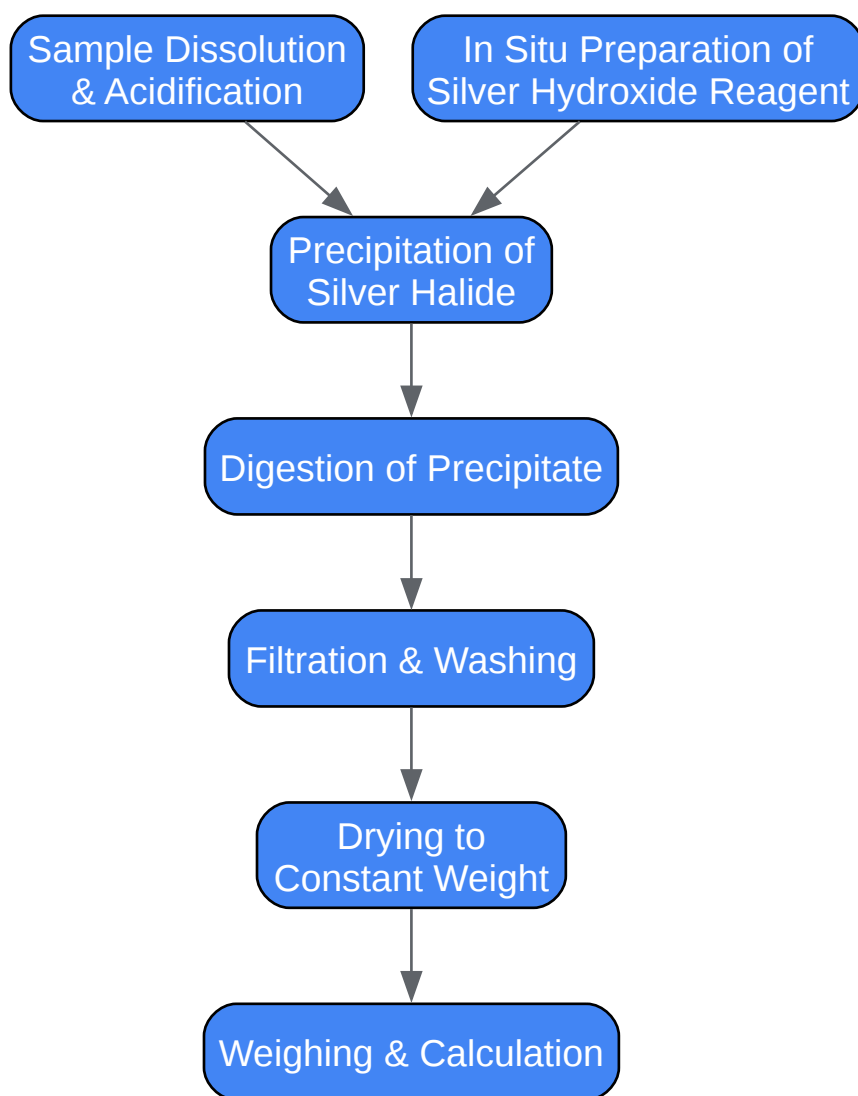 Sample Dissolution
& Acidification
In Situ Preparation of
Silver Hydroxide Reagent
Precipitation of
Silver Halide
Digestion of Precipitate
Filtration & Washing
Drying to
Constant Weight
Weighing & Calculation